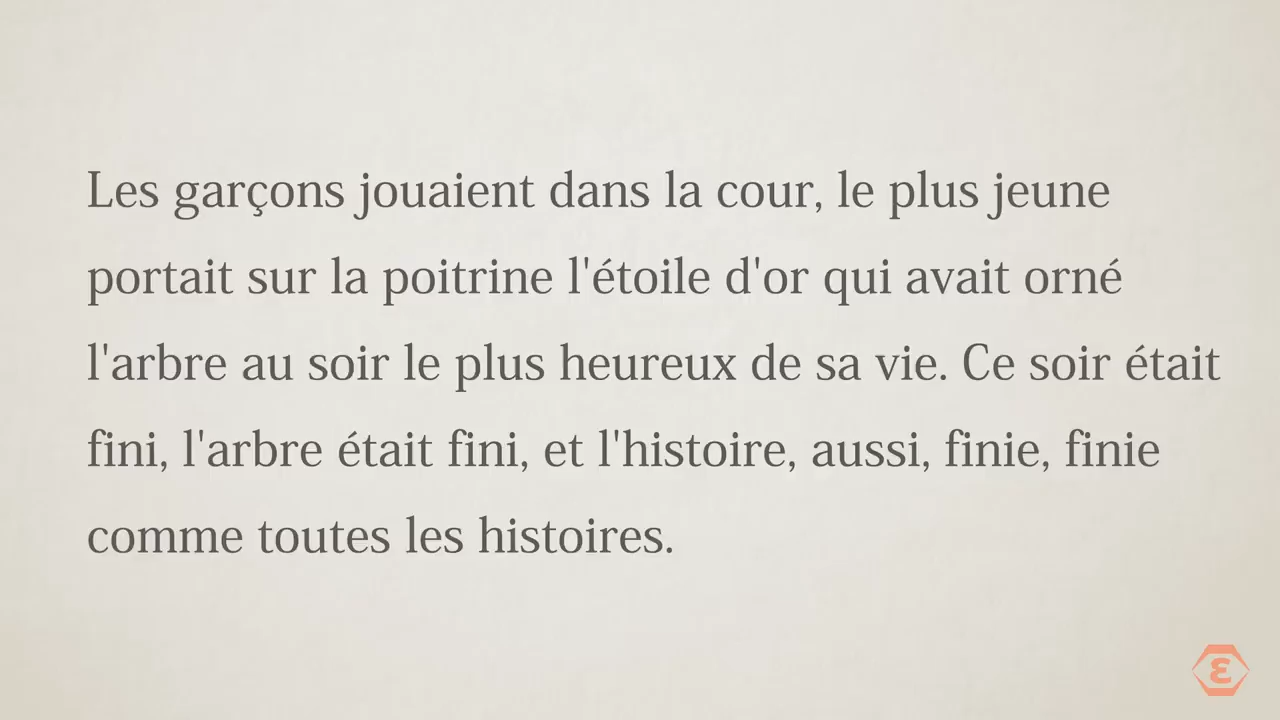 Les garçons jouaient dans la cour, le plus jeune
portait sur la poitrine l'étoile d'or qui avait orné
l'arbre au soir le plus heureux de sa vie. Ce soir était
fini, l'arbre était fini, et l'histoire, aussi, finie, finie
comme toutes les histoires.
ε